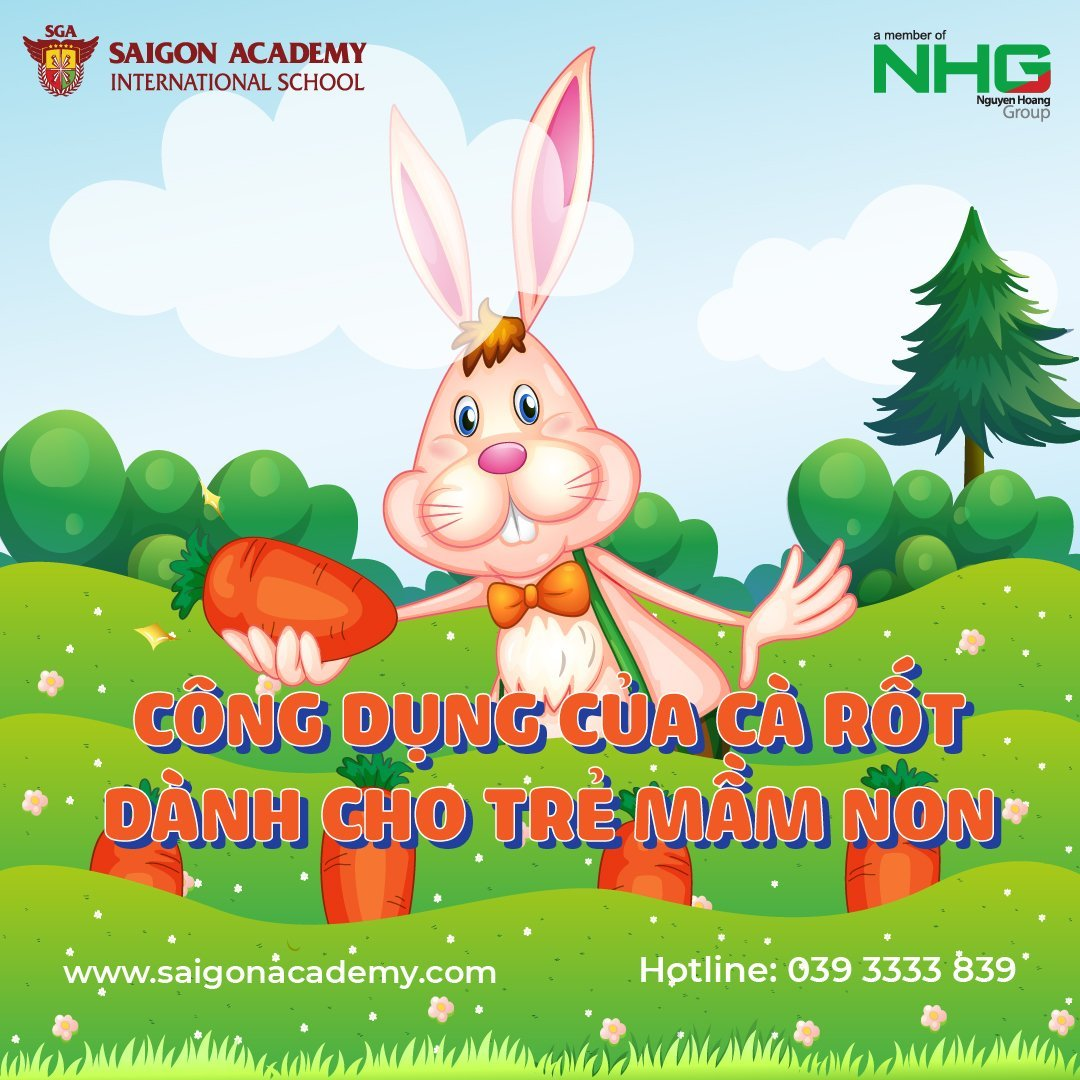 SGA
SAIGON ACADEMY
INTERNATIONAL SCHOOL
a member of
NHG
Nguyen Hoang
Group
CÔNG DỤNG CỦA CÀ RỐT
DÀNH CHO TRẺ MẦM NON
www.saigonacademy.com
Hotline: 039 3333 839